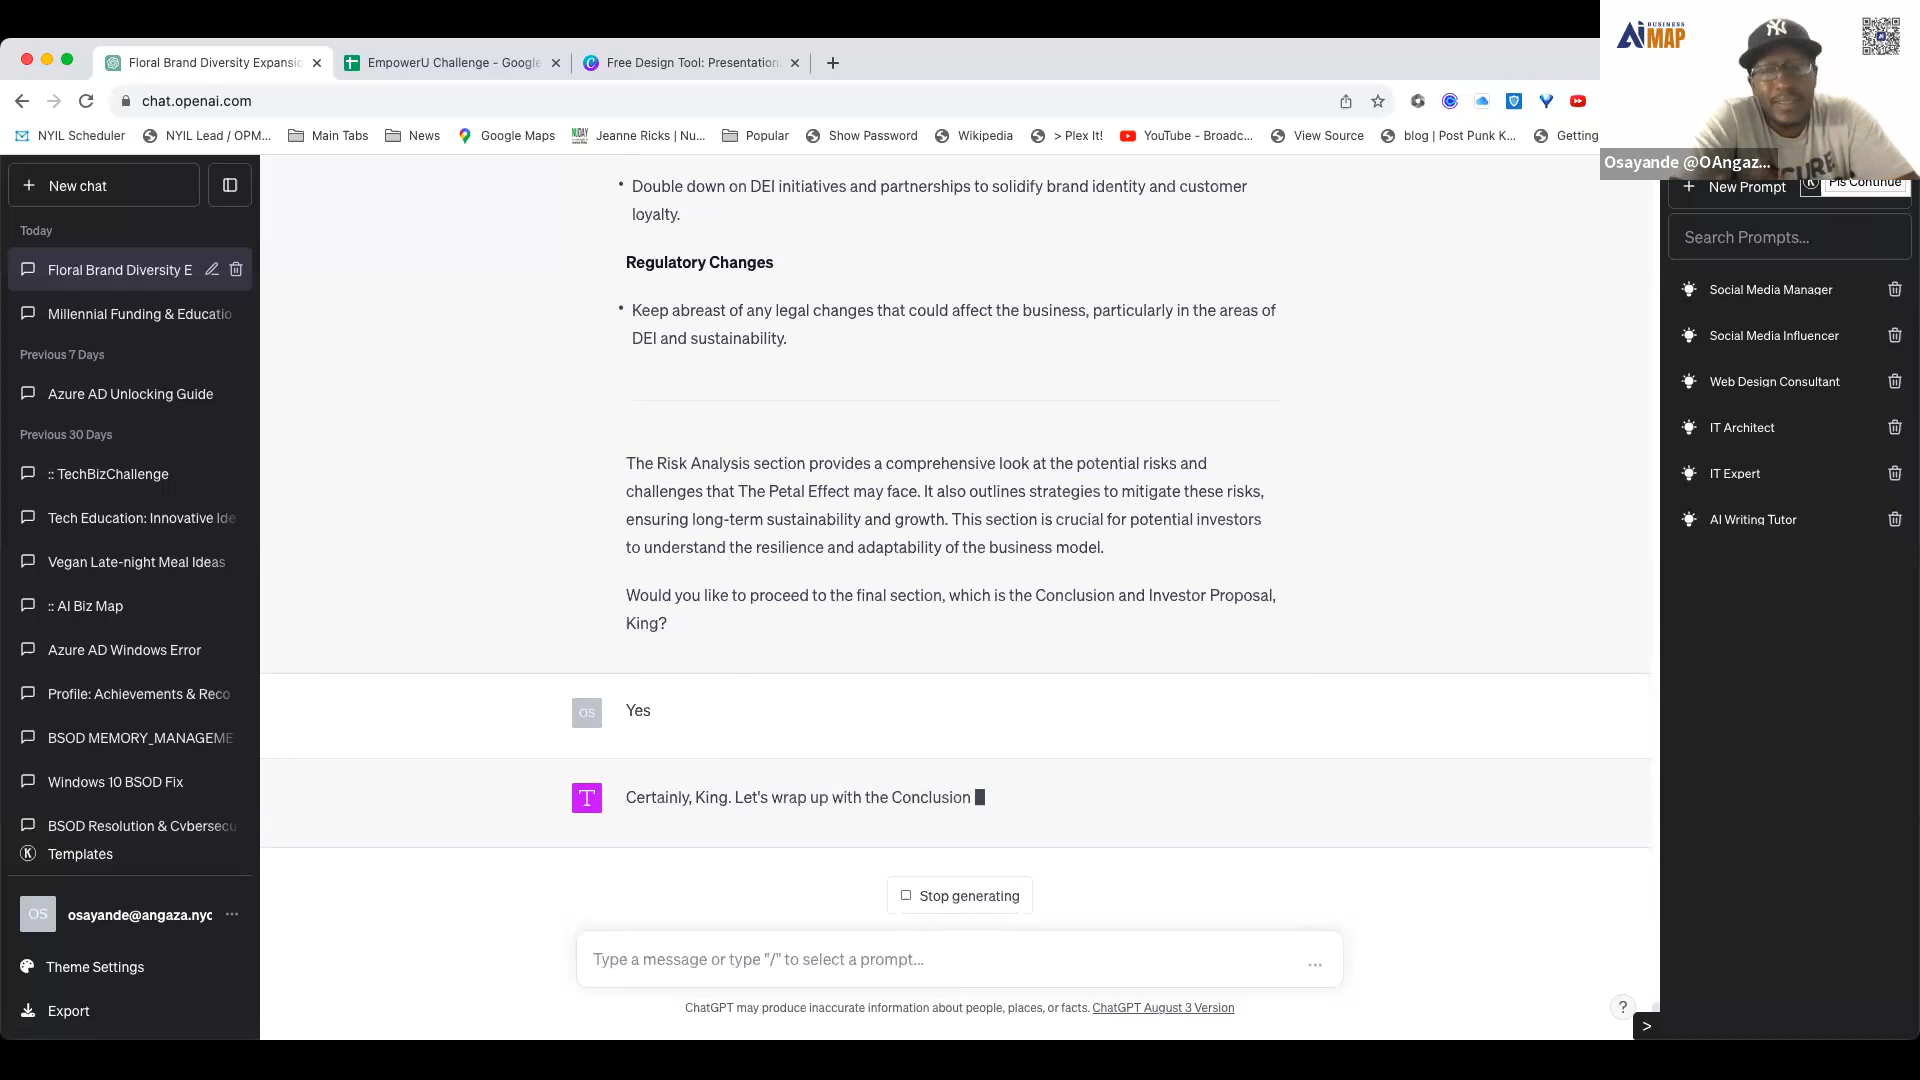 Floral Brand Diversity Expansio
EmpowerU Challenge - Google
Free Design Tool: Presentation
chat.openai.com
NYIL Scheduler
NYIL Lead / OPM...
Main Tabs
News
Google Maps
Jeanne Ricks | Nu...
Popular
Show Password
Wikipedia
> Plex It!
YouTube - Broadc...
View Source
blog | Post Punk K...
Getting
BUSINESS
Ai MAP
NY
Osayande @OAngaz...
New chat
Today
Floral Brand Diversity E
Millennial Funding & Educatio
Previous 7 Days
Azure AD Unlocking Guide
Previous 30 Days
:: TechBizChallenge
Tech Education: Innovative Ide
Vegan Late-night Meal Ideas
:: AI Biz Map
Azure AD Windows Error
Profile: Achievements & Reco
BSOD MEMORY_MANAGEME
Windows 10 BSOD Fix
BSOD Resolution & Cybersecu
K Templates
OS osayande@angaza.nyc ...
Theme Settings
Export
• Double down on DEI initiatives and partnerships to solidify brand identity and customer
loyalty.
Regulatory Changes
• Keep abreast of any legal changes that could affect the business, particularly in the areas of
DEI and sustainability.
The Risk Analysis section provides a comprehensive look at the potential risks and
challenges that The Petal Effect may face. It also outlines strategies to mitigate these risks,
ensuring long-term sustainability and growth. This section is crucial for potential investors
to understand the resilience and adaptability of the business model.
Would you like to proceed to the final section, which is the Conclusion and Investor Proposal,
King?
OS Yes
T Certainly, King. Let's wrap up with the Conclusion
Stop generating
Type a message or type "/" to select a prompt...
ChatGPT may produce inaccurate information about people, places, or facts. ChatGPT August 3 Version
?
>
New Prompt
K Pls Continue
Search Prompts...
Social Media Manager
Social Media Influencer
Web Design Consultant
IT Architect
IT Expert
AI Writing Tutor